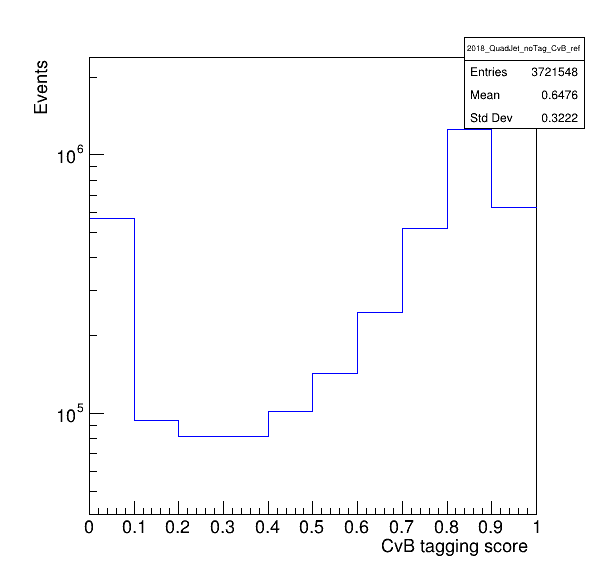 2018_QuadJet_noTag_CvB_ref
Entries 3721548
Mean 0.6476
Std Dev 0.3222
Events
10^6
10^5
0 0.1 0.2 0.3 0.4 0.5 0.6 0.7 0.8 0.9 1
CvB tagging score